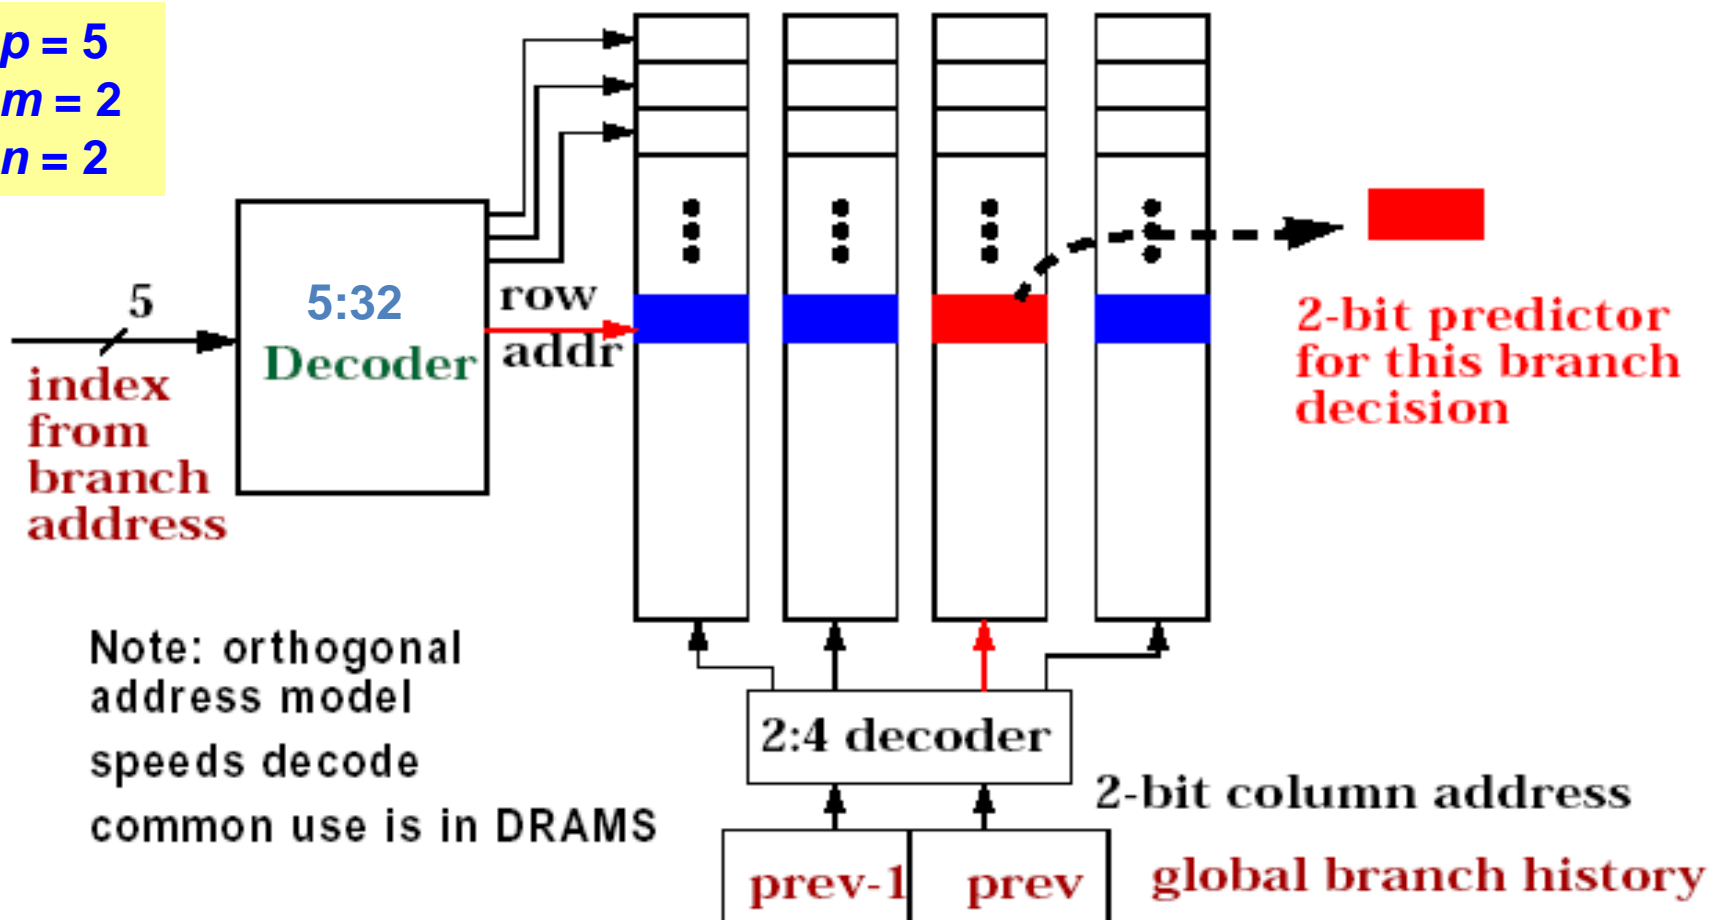 p = 5
m = 2
n = 2
5
5:32
Decoder
row
addr
index
from
branch
address
2-bit predictor
for this branch
decision
Note: orthogonal
address model
speeds decode
common use is in DRAMS
2:4 decoder
2-bit column address
prev-1
prev
global branch history